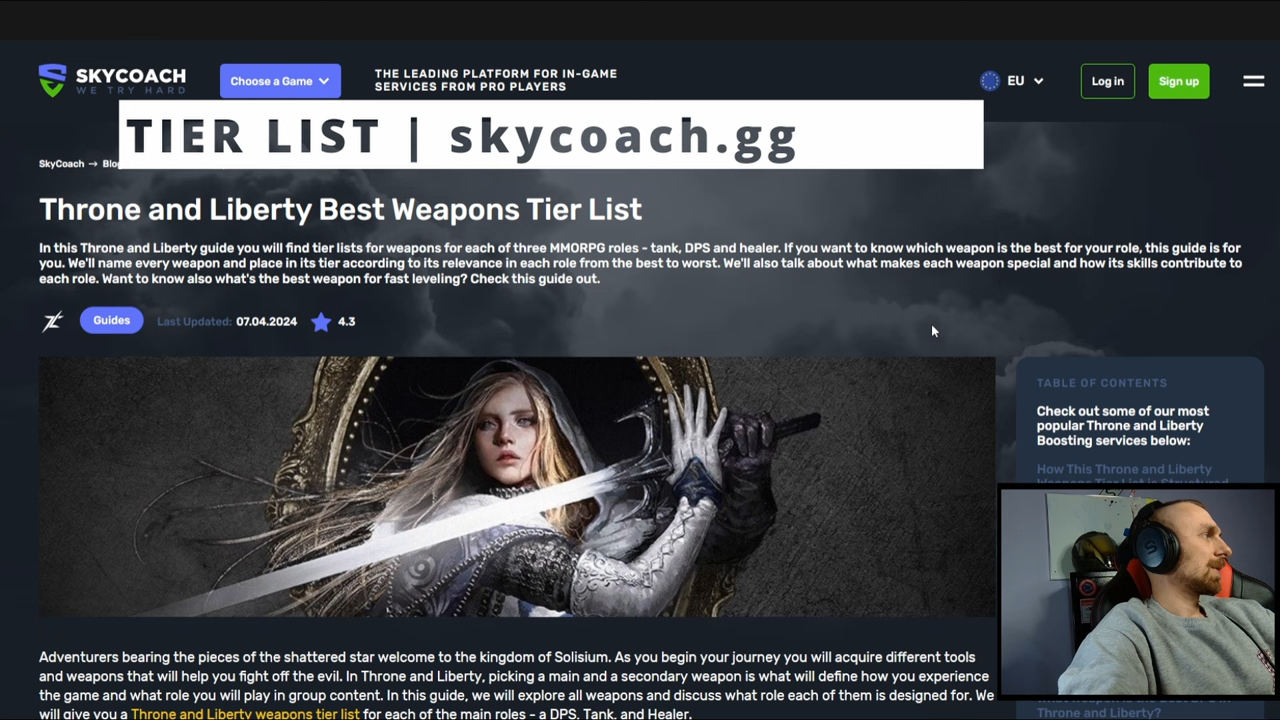 SKYCOACH
WE TRY HARD
Choose a Game
THE LEADING PLATFORM FOR IN-GAME
SERVICES FROM PRO PLAYERS
EU
Log in
Sign up
TIER LIST | skycoach.gg
SkyCoach →
Throne and Liberty Best Weapons Tier List
In this Throne and Liberty guide you will find tier lists for weapons for each of three MMORPG roles - tank, DPS and healer. If you want to know which weapon is the best for your role, this guide is for
you. We'll name every weapon and place in its tier according to its relevance in each role from the best to worst. We'll also talk about what makes each weapon special and how its skills contribute to
each role. Want to know also what's the best weapon for fast leveling? Check this guide out.
Guides
Last Updated: 07.04.2024
4.3
TABLE OF CONTENTS
Check out some of our most
popular Throne and Liberty
Boosting services below:
How This Throne and Liberty
Weapons Tier List is Structured
Adventurers bearing the pieces of the shattered star welcome to the kingdom of Solisium. As you begin your journey you will acquire different tools
and weapons that will help you fight off the evil. In Throne and Liberty, picking a main and a secondary weapon is what will define how you experience
the game and what role you will play in group content. In this guide, we will explore all weapons and discuss what role each of them is designed for. We
will give you a Throne and Liberty weapons tier list for each of the main roles - a DPS, Tank, and Healer.
Throne and Liberty?